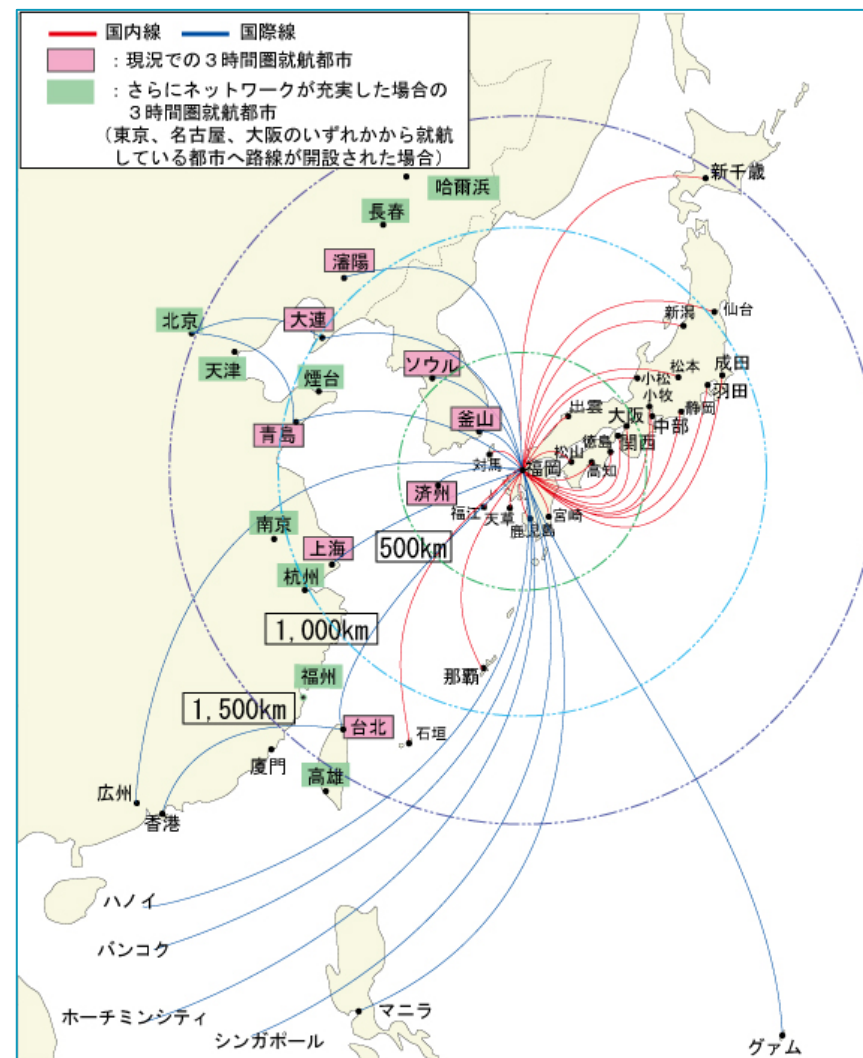 国内線 国際線
：現況での３時間圏就航都市
：さらにネットワークが充実した場合の
３時間圏就航都市
（東京、名古屋、大阪のいずれかから就航
している都市へ路線が開設された場合）
新千歳
哈爾浜
長春
瀋陽
北京
大連
仙台
新潟
天津
煙台
ソウル
松本
成田
小松
羽田
小牧
静岡
出雲
大阪
中部
青島
釜山
徳島
関西
対馬
福岡
松山
高知
済州
福江
天草
宮崎
鹿児島
南京
上海
500km
杭州
1,000km
那覇
福州
1,500km
台北
石垣
廈門
高雄
広州
香港
ハノイ
バンコク
ホーチミンシティ
マニラ
シンガポール
グァム